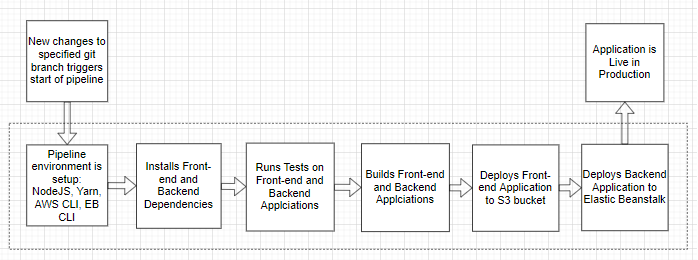 New changes to
specified git
branch triggers
start of pipeline
Application is
Live in
Production
Pipeline
environment is
setup:
NodeJS, Yarn,
AWS CLI, EB
CLI
Installs Front-
end and
Backend
Dependencies
Runs Tests on
Front-end and
Backend
Applciations
Builds Front-end
and Backend
Applciations
Deploys Front-
end Application
to S3 bucket
Deploys Backend
Application to
Elastic Beanstalk